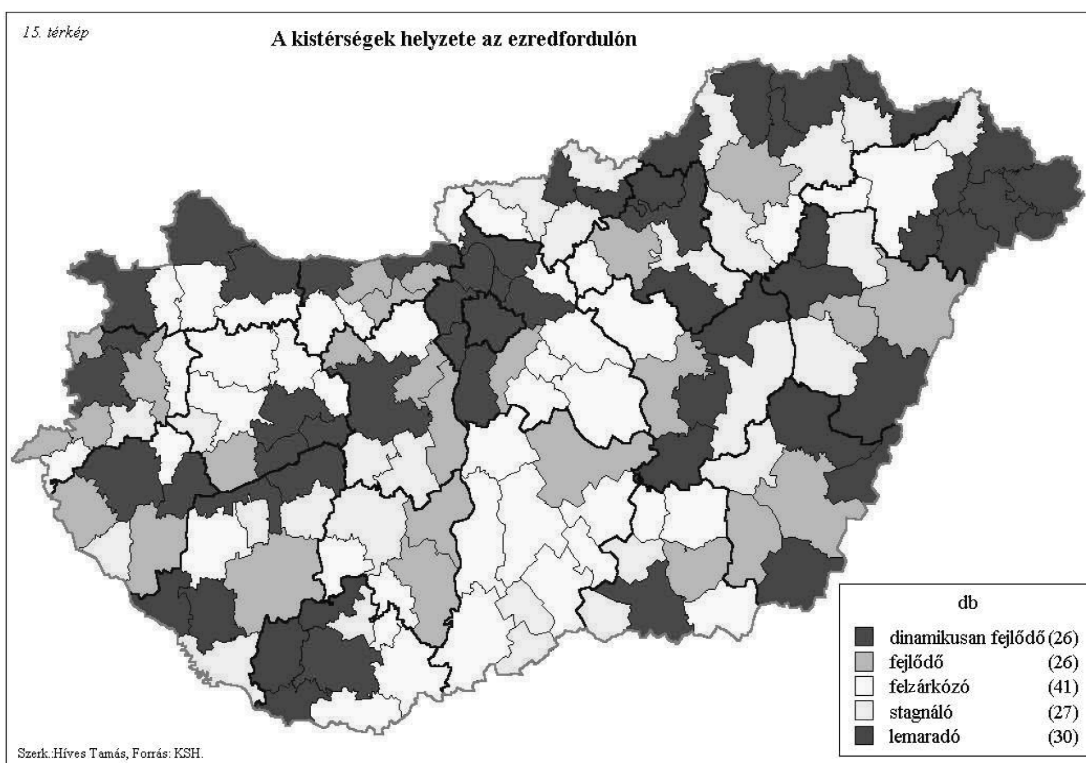 15. térkép
A kistérségek helyzete az ezredfordulón
db
dinamikusan fejlődő (26)
fejlődő (26)
felzárkózó (41)
stagnáló (27)
lemaradó (30)
Szerk.:Híves Tamás, Forrás: KSH.